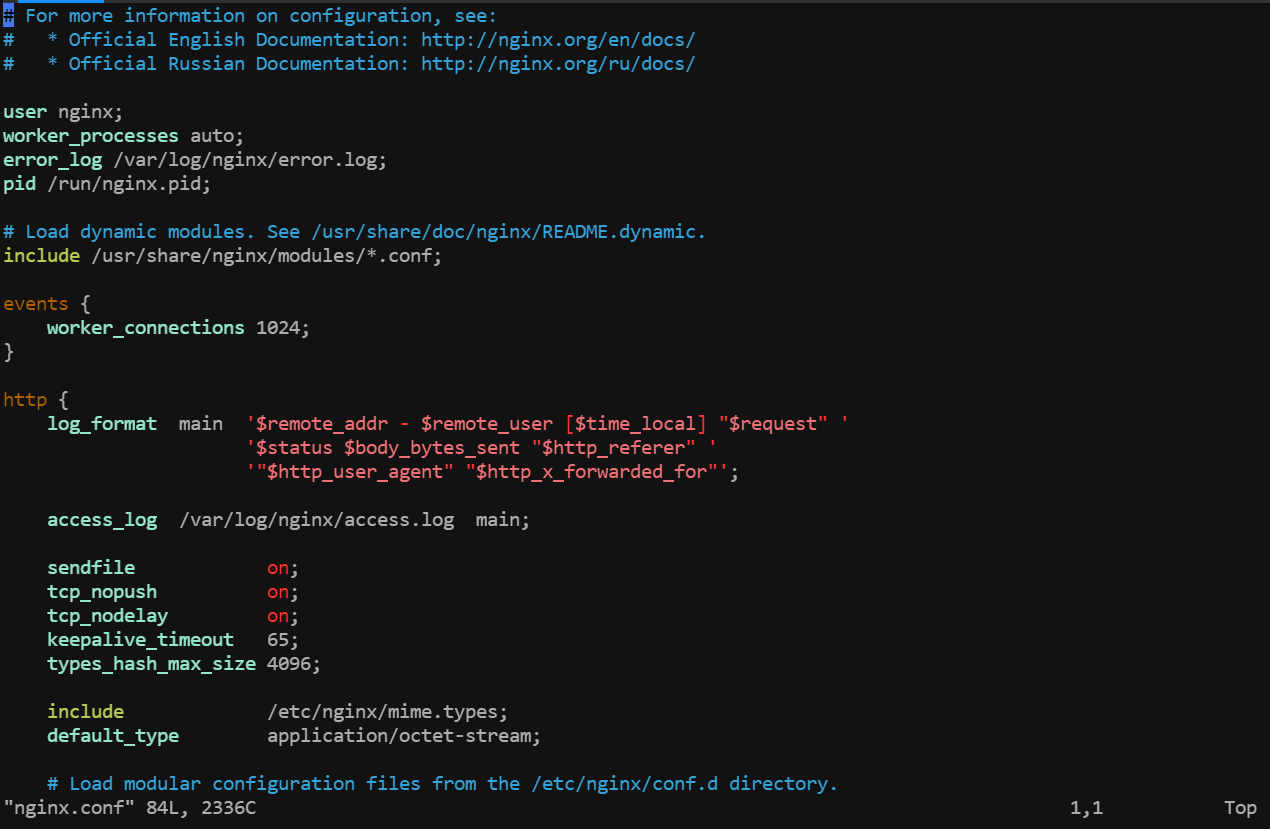 # For more information on configuration, see:
#   * Official English Documentation: http://nginx.org/en/docs/
#   * Official Russian Documentation: http://nginx.org/ru/docs/

user nginx;
worker_processes auto;
error_log /var/log/nginx/error.log;
pid /run/nginx.pid;

# Load dynamic modules. See /usr/share/doc/nginx/README.dynamic.
include /usr/share/nginx/modules/*.conf;

events {
    worker_connections 1024;
}

http {
    log_format  main  '$remote_addr - $remote_user [$time_local] "$request" '
                      '$status $body_bytes_sent "$http_referer" '
                      '"$http_user_agent" "$http_x_forwarded_for"';

    access_log  /var/log/nginx/access.log  main;

    sendfile            on;
    tcp_nopush          on;
    tcp_nodelay         on;
    keepalive_timeout   65;
    types_hash_max_size 4096;

    include             /etc/nginx/mime.types;
    default_type        application/octet-stream;

    # Load modular configuration files from the /etc/nginx/conf.d directory.
"nginx.conf" 84L, 2336C                                          1,1           Top